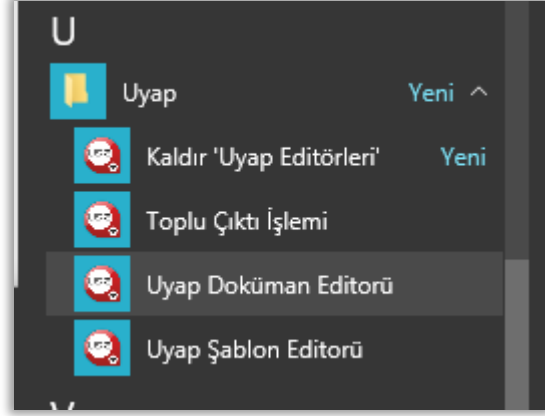 U
Uyap Yeni
Kaldır 'Uyap Editörleri' Yeni
Toplu Çıktı İşlemi
Uyap Doküman Editorü
Uyap Şablon Editorü